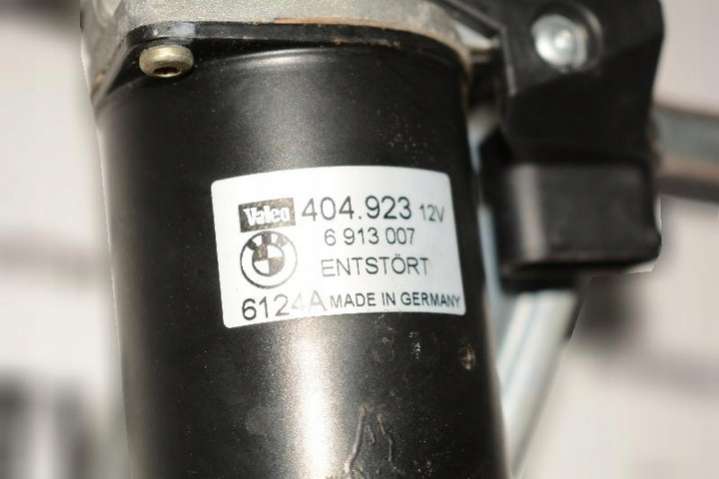 Valeo 404.923 12V
6 913 007
ENTSTÖRT
6124A MADE IN GERMANY